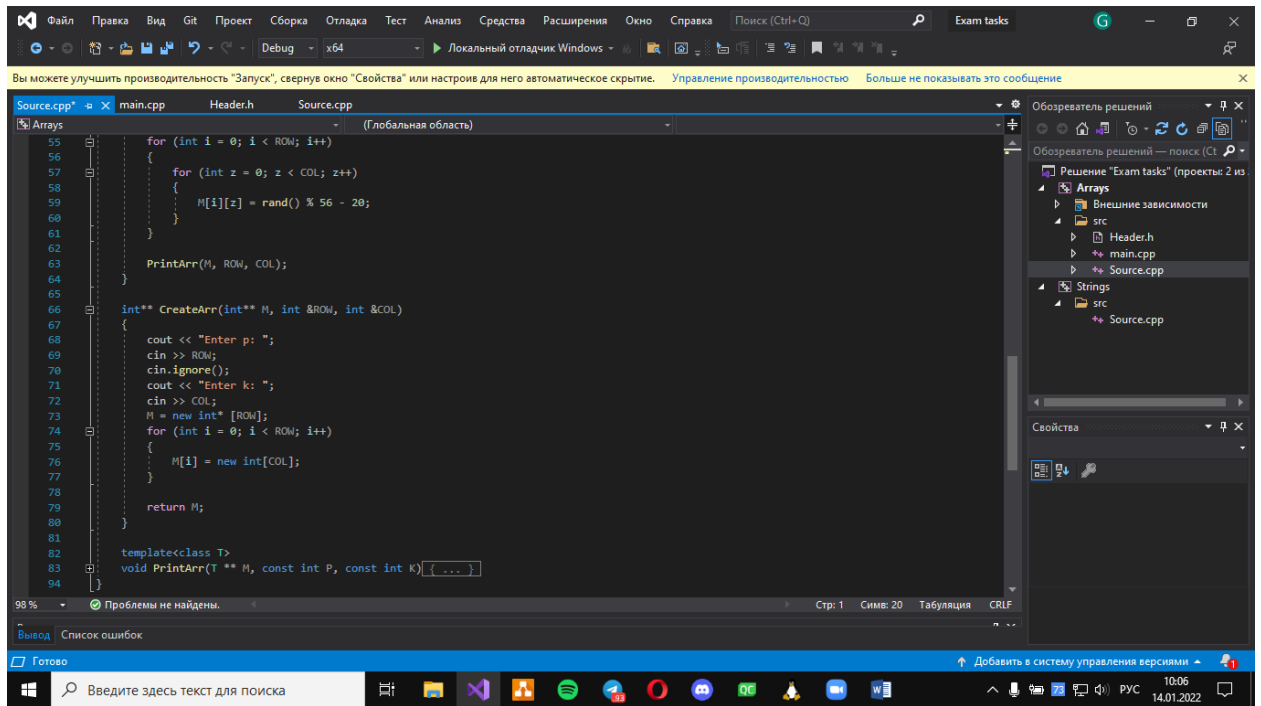 Файл Правка Вид Git Проект Сборка Отладка Тест Анализ Средства Расширения Окно Справка Поиск (Ctrl+Q) Exam tasks G
Debug x64 Локальный отладчик Windows
Вы можете улучшить производительность "Запуск", свернув окно "Свойства" или настроив для него автоматическое скрытие. Управление производительностью Больше не показывать это сообщение
Source.cpp* main.cpp Header.h Source.cpp
Arrays (Глобальная область)
55 for (int i = 0; i < ROW; i++)
56 {
57 for (int z = 0; z < COL; z++)
58 {
59 M[i][z] = rand() % 56 - 20;
60 }
61 }
62
63 PrintArr(M, ROW, COL);
64 }
65
66 int** CreateArr(int** M, int &ROW, int &COL)
67 {
68 cout << "Enter p: ";
69 cin >> ROW;
70 cin.ignore();
71 cout << "Enter k: ";
72 cin >> COL;
73 M = new int* [ROW];
74 for (int i = 0; i < ROW; i++)
75 {
76 M[i] = new int[COL];
77 }
78
79 return M;
80 }
81
82 template<class T>
83 void PrintArr(T ** M, const int P, const int K) { ... }
94 }
98 % Проблемы не найдены. Стр: 1 Симв: 20 Табуляция CRLF
Вывод Список ошибок
Обозреватель решений
Обозреватель решений — поиск (Ct
Решение "Exam tasks" (проекты: 2 из
Arrays
Внешние зависимости
src
Header.h
main.cpp
Source.cpp
Strings
src
Source.cpp
Свойства
Готово Добавить в систему управления версиями 1
Введите здесь текст для поиска 93 QC 73 РУС 10:06
14.01.2022